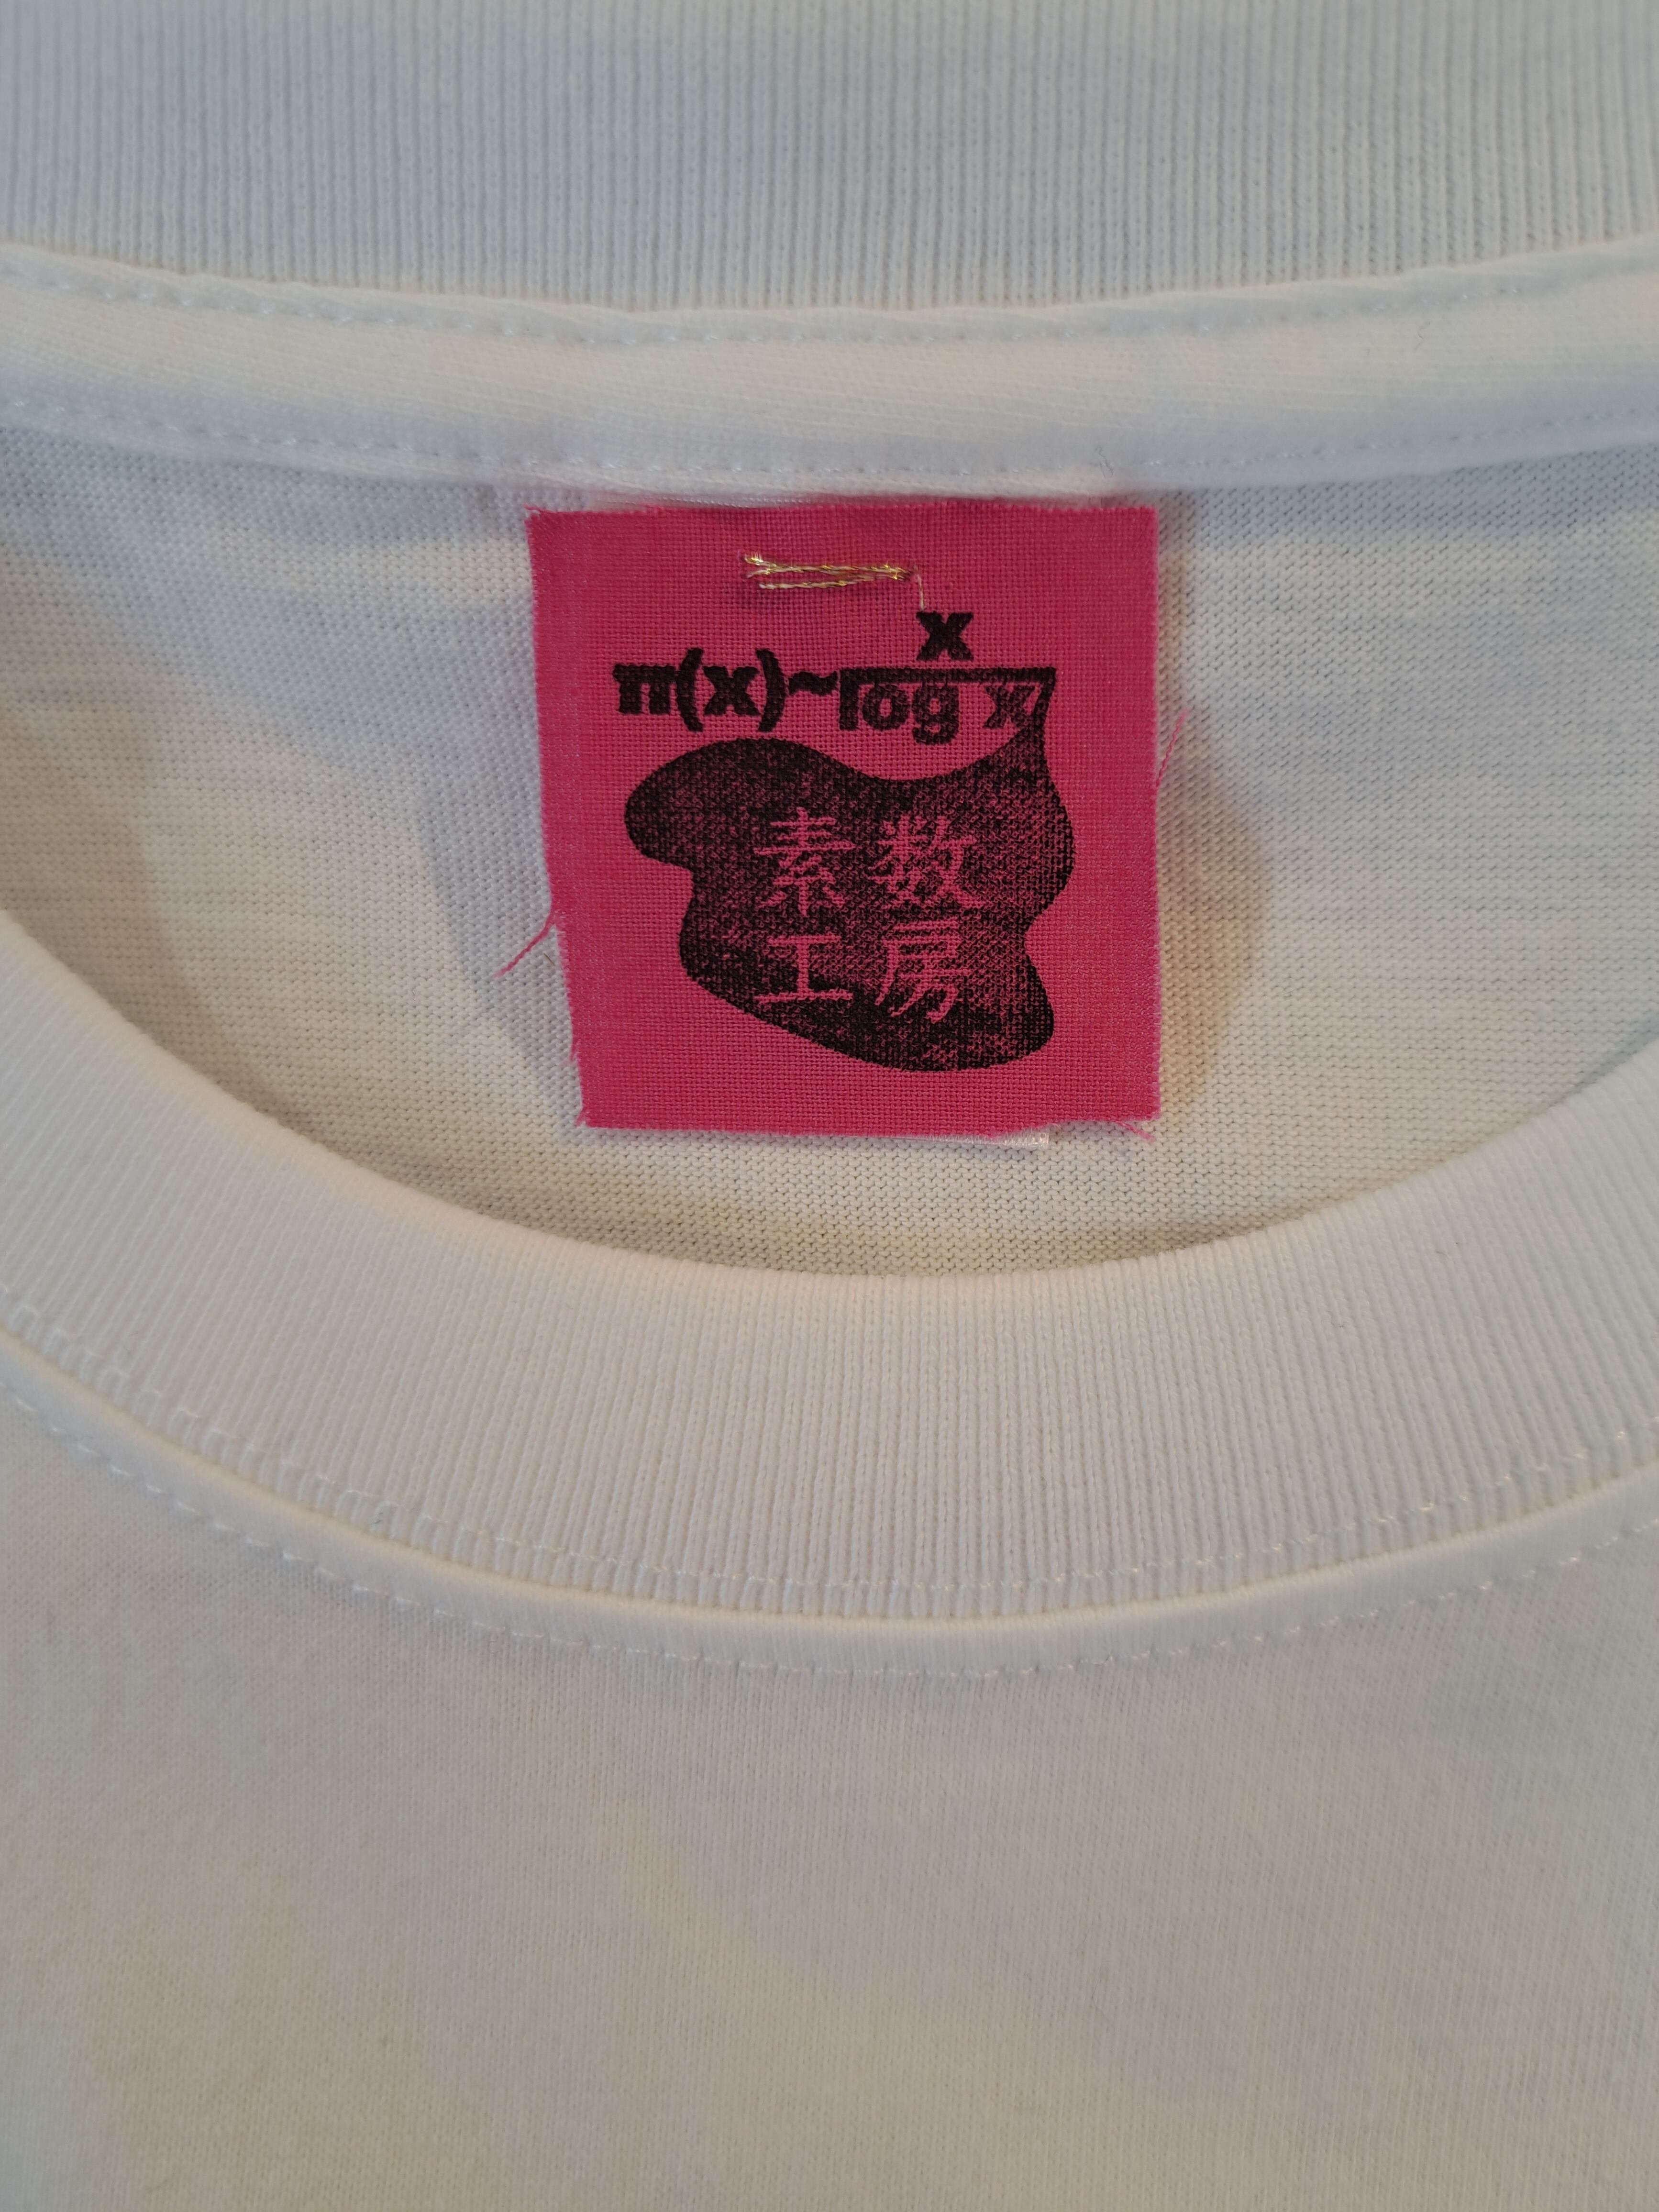 x
π(x)~log x
素数
工房